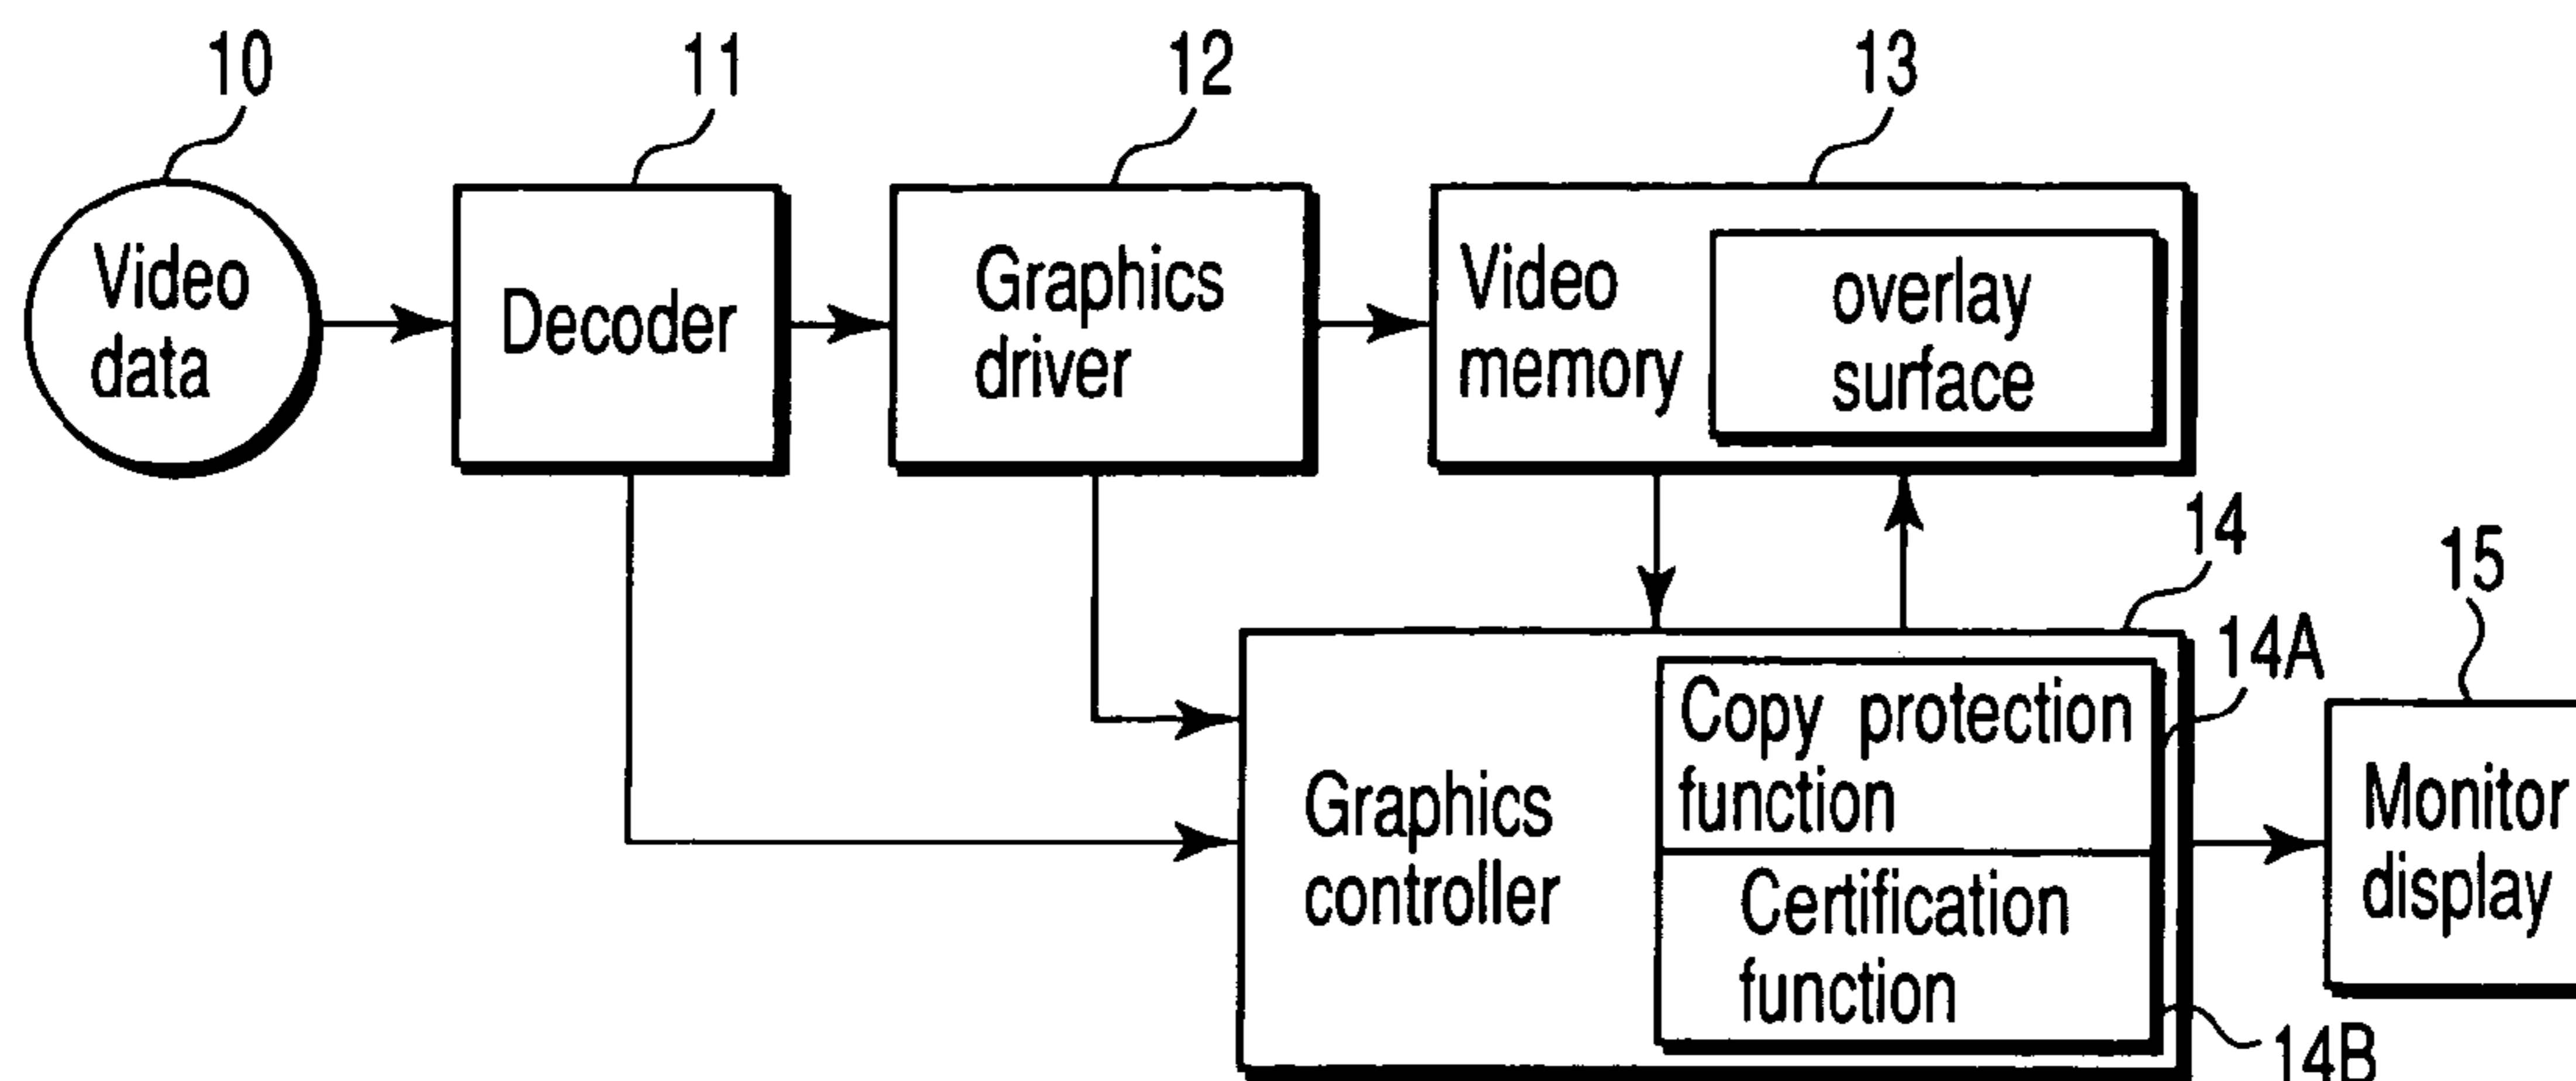 10
11
12
13
Video
data
Decoder
Graphics
driver
Video
memory
overlay
surface
14
15
14A
Graphics
controller
Copy protection
function
Certification
function
Monitor
display
14B